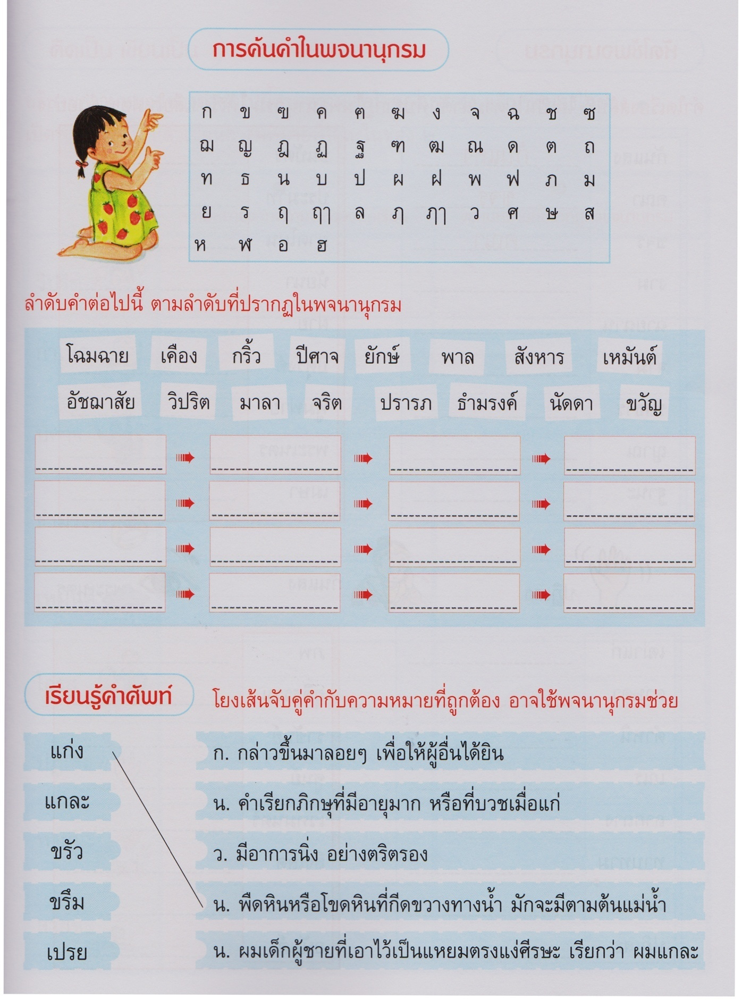 การค้นคำในพจนานุกรม
ก ข ฃ ค ฅ ฆ ง จ ฉ ช ซ
ฌ ญ ฎ ฏ ฐ ฑ ฒ ณ ด ต ถ
ท ธ น บ ป ผ ฝ พ ฟ ภ ม
ย ร ฤ ฤๅ ล ฦ ฦๅ ว ศ ษ ส
ห ฬ อ ฮ
ลำดับคำต่อไปนี้ ตามลำดับที่ปรากฏในพจนานุกรม
โฉมฉาย เคือง กริ้ว ปีศาจ ยักษ์ พาล สังหาร เหมันต์
อัชฌาสัย วิปริต มาลา จริต ปรารภ ธำมรงค์ นัดดา ขวัญ
เรียนรู้คำศัพท์ โยงเส้นจับคู่คำกับความหมายที่ถูกต้อง อาจใช้พจนานุกรมช่วย
แก่ง ก. กล่าวขึ้นมาลอยๆ เพื่อให้ผู้อื่นได้ยิน
แกละ น. คำเรียกภิกษุที่มีอายุมาก หรือที่บวชเมื่อแก่
ขรัว ว. มีอาการนิ่ง อย่างตริตรอง
ขรึม น. พืดหินหรือโขดหินที่กีดขวางทางน้ำ มักจะมีตามต้นแม่น้ำ
เปรย น. ผมเด็กผู้ชายที่เอาไว้เป็นแหยมตรงแง่ศีรษะ เรียกว่า ผมแกละ